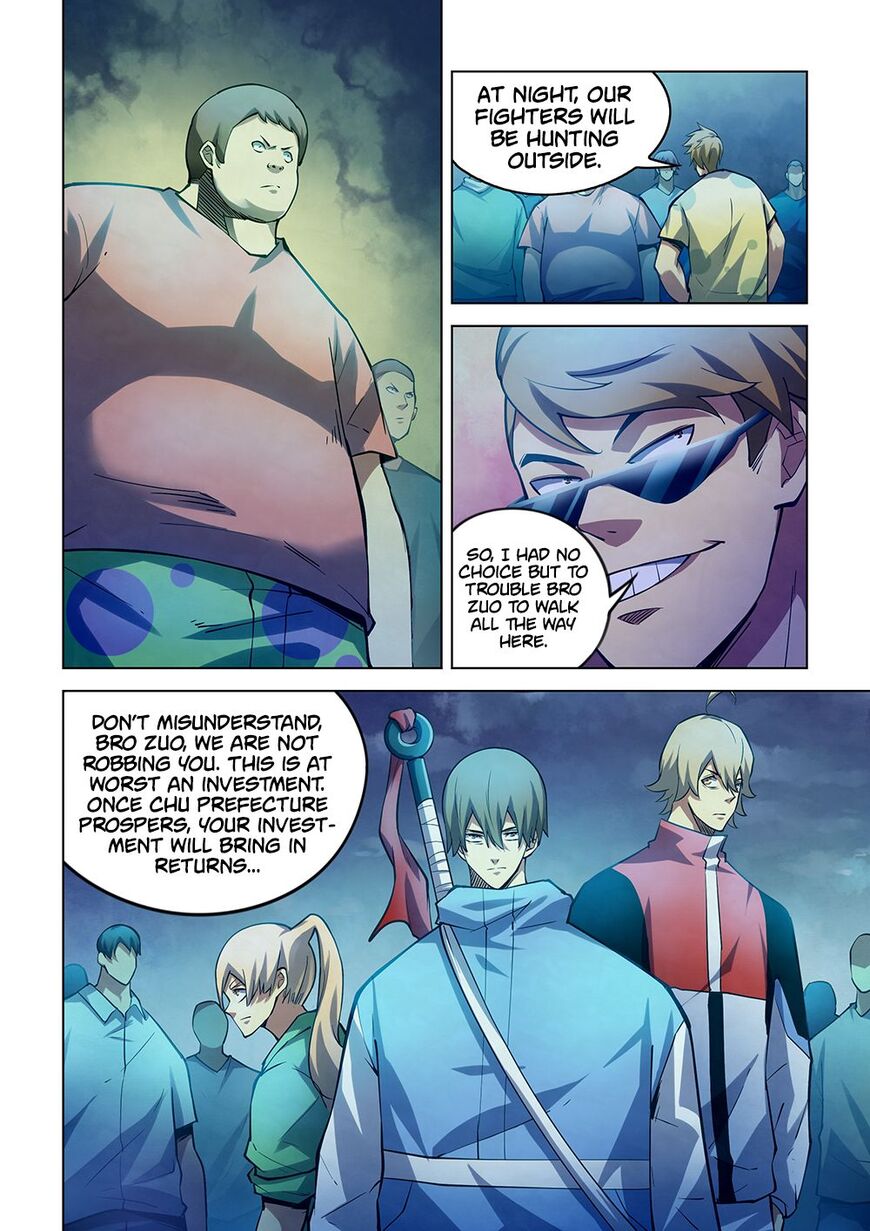 AT NIGHT, OUR
FIGHTERS WILL
BE HUNTING
OUTSIDE.
SO, I HAD NO
CHOICE BUT TO
TROUBLE BRO
ZUO TO WALK
ALL THE WAY
HERE.
DON'T MISUNDERSTAND,
BRO ZUO, WE ARE NOT
ROBBING YOU. THIS IS AT
WORST AN INVESTMENT.
ONCE CHU PREFECTURE
PROSPERS, YOUR INVEST-
MENT WILL BRING IN
RETURNS...